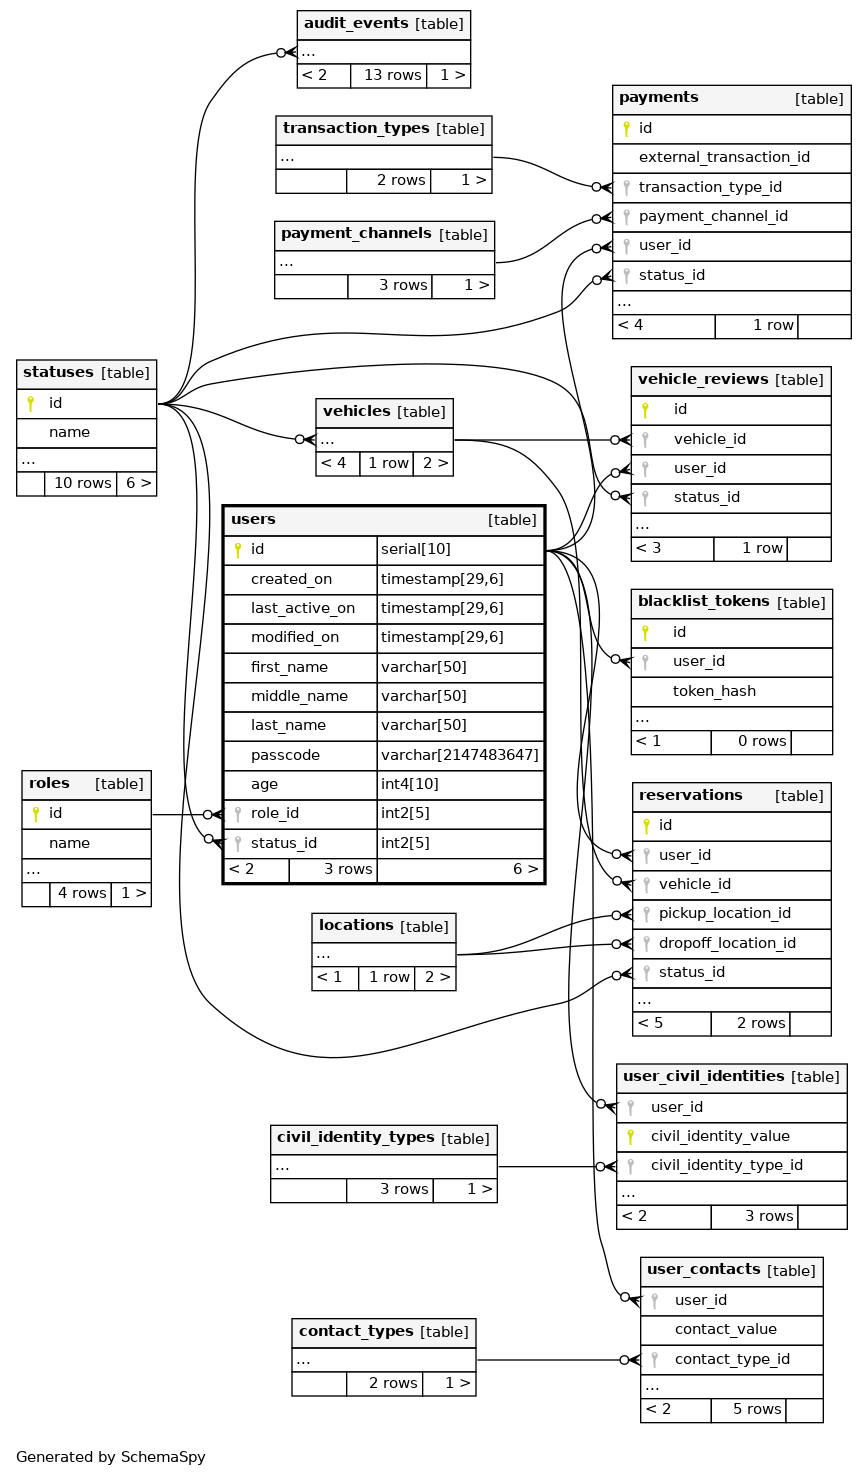 audit_events [table]
...
< 2 13 rows 1 >
transaction_types [table]
...
2 rows 1 >
payment_channels [table]
...
3 rows 1 >
payments [table]
id
external_transaction_id
transaction_type_id
payment_channel_id
user_id
status_id
...
< 4 1 row
statuses [table]
id
name
...
10 rows 6 >
vehicles [table]
...
< 4 1 row 2 >
vehicle_reviews [table]
id
vehicle_id
user_id
status_id
...
< 3 1 row
users [table]
id serial[10]
created_on timestamp[29,6]
last_active_on timestamp[29,6]
modified_on timestamp[29,6]
first_name varchar[50]
middle_name varchar[50]
last_name varchar[50]
passcode varchar[2147483647]
age int4[10]
role_id int2[5]
status_id int2[5]
< 2 3 rows 6 >
blacklist_tokens [table]
id
user_id
token_hash
...
< 1 0 rows
roles [table]
id
name
...
4 rows 1 >
reservations [table]
id
user_id
vehicle_id
pickup_location_id
dropoff_location_id
status_id
...
< 5 2 rows
locations [table]
...
< 1 1 row 2 >
user_civil_identities [table]
user_id
civil_identity_value
civil_identity_type_id
...
< 2 3 rows
civil_identity_types [table]
...
3 rows 1 >
user_contacts [table]
user_id
contact_value
contact_type_id
...
< 2 5 rows
contact_types [table]
...
2 rows 1 >
Generated by SchemaSpy